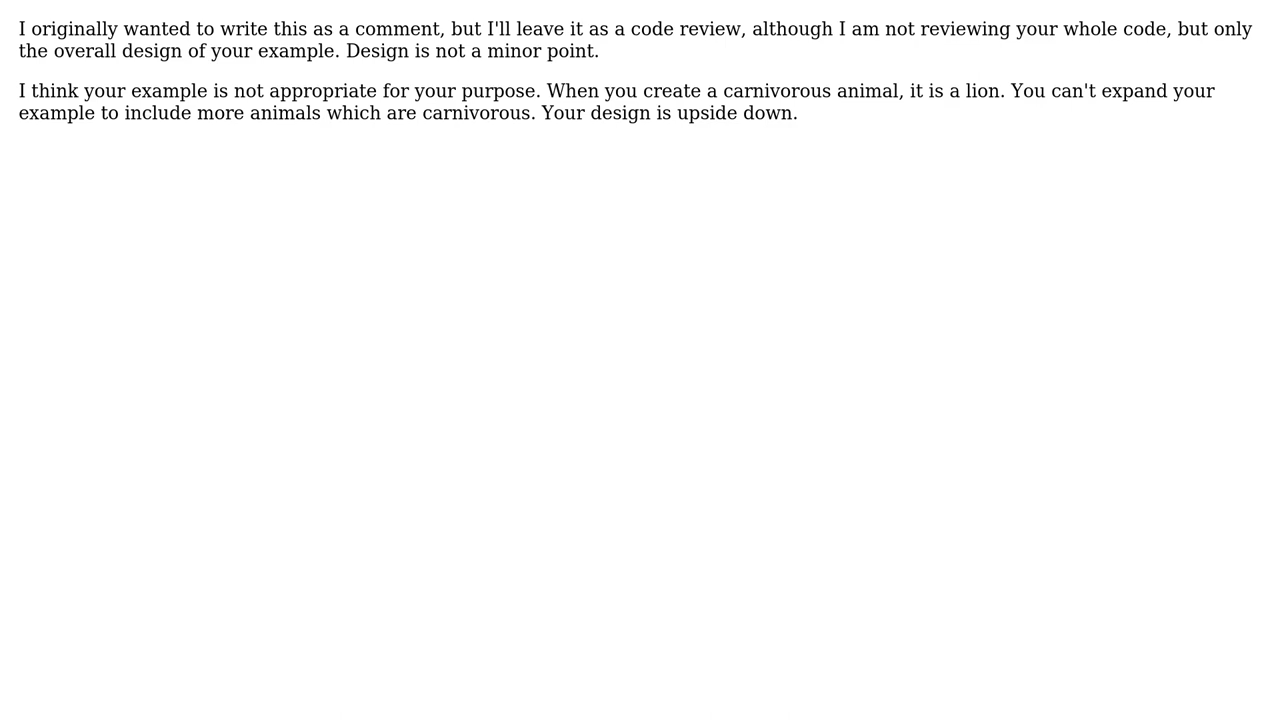 I originally wanted to write this as a comment, but I'll leave it as a code review, although I am not reviewing your whole code, but only
the overall design of your example. Design is not a minor point.
I think your example is not appropriate for your purpose. When you create a carnivorous animal, it is a lion. You can't expand your
example to include more animals which are carnivorous. Your design is upside down.